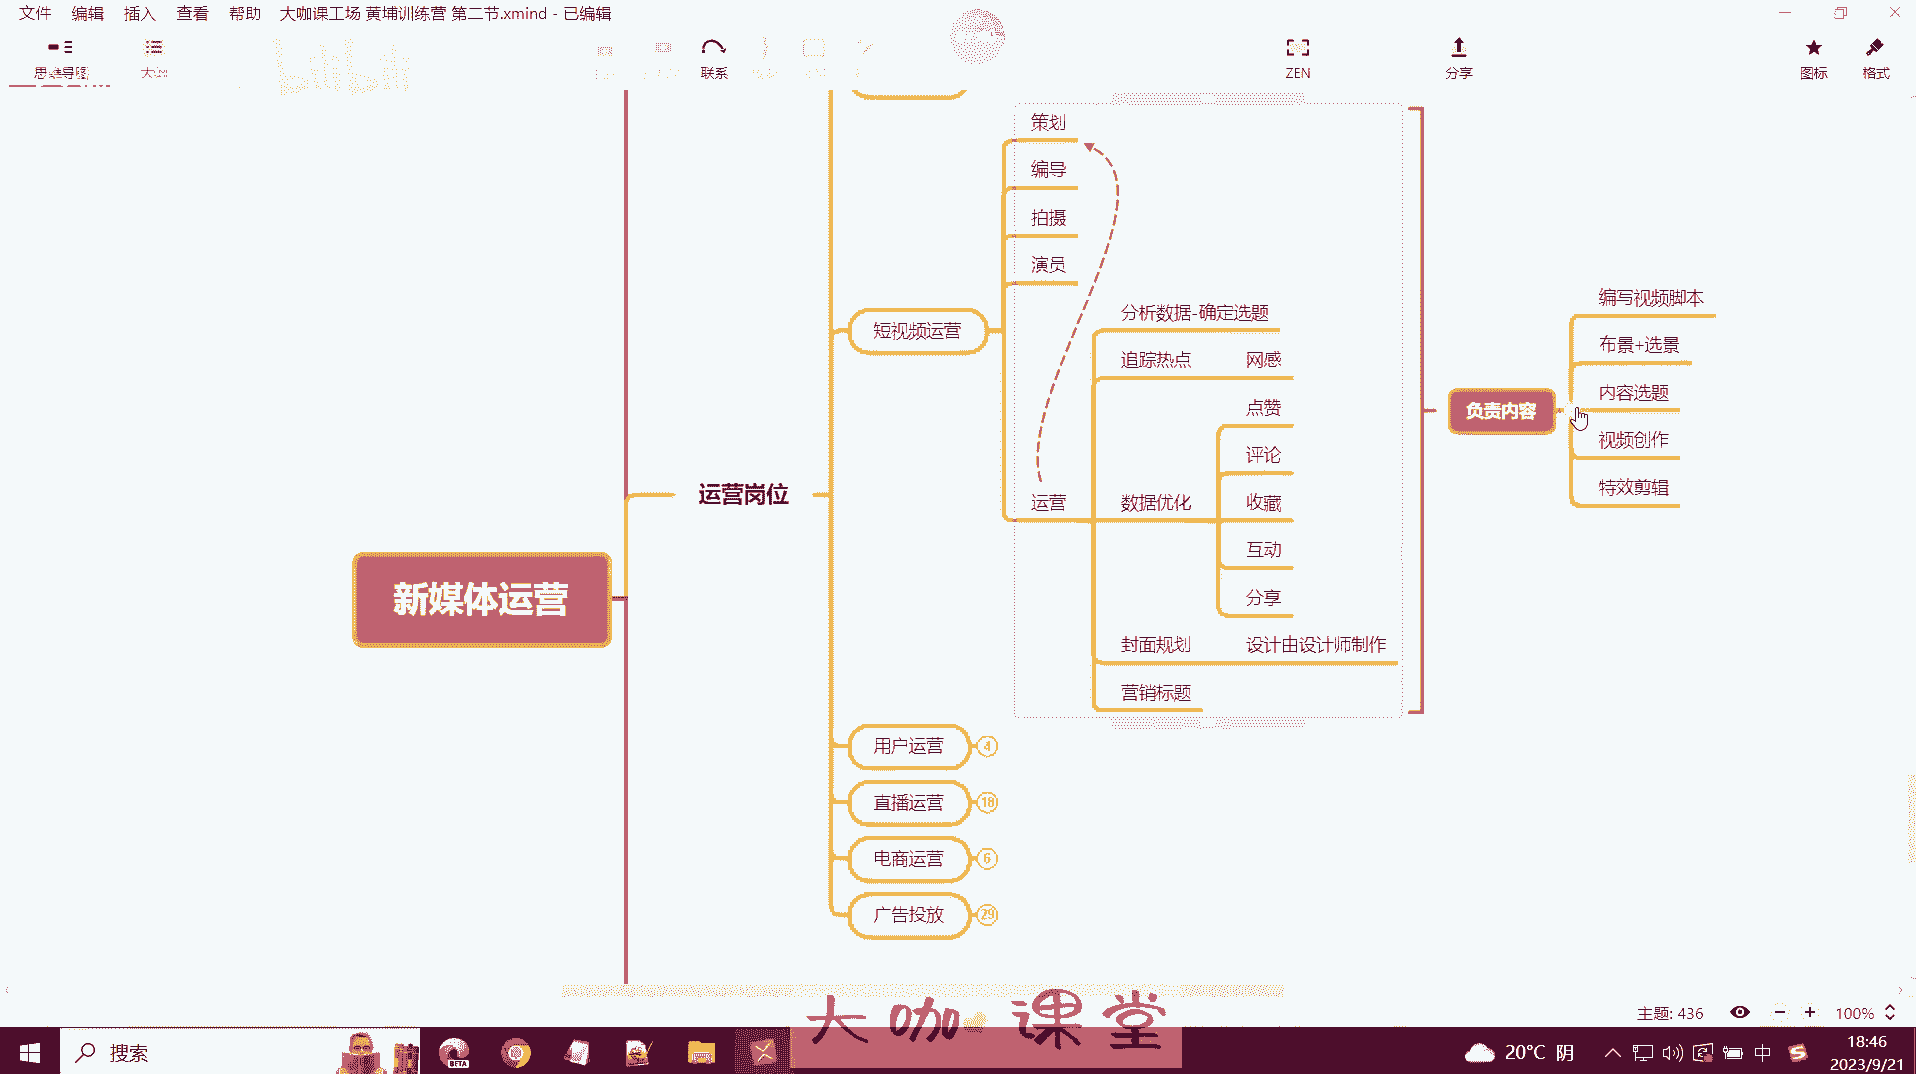 文件 编辑 插入 查看 帮助 大咖课工场 黄埔训练营 第二节.xmind - 已编辑
思维导图
大纲
bilibili
联系
ZEN
分享
图标
格式
策划
编导
拍摄
演员
短视频运营
分析数据-确定选题
追踪热点 网感
点赞
评论
运营 数据优化 收藏
互动
分享
封面规划 设计由设计师制作
营销标题
编写视频脚本
布景+选景
内容选题
负责内容
视频创作
特效剪辑
运营岗位
新媒体运营
用户运营 4
直播运营 18
电商运营 6
广告投放 29
大咖课堂
主题: 436
100%
搜索
BETA
20°C 阴
中
18:46
2023/9/21